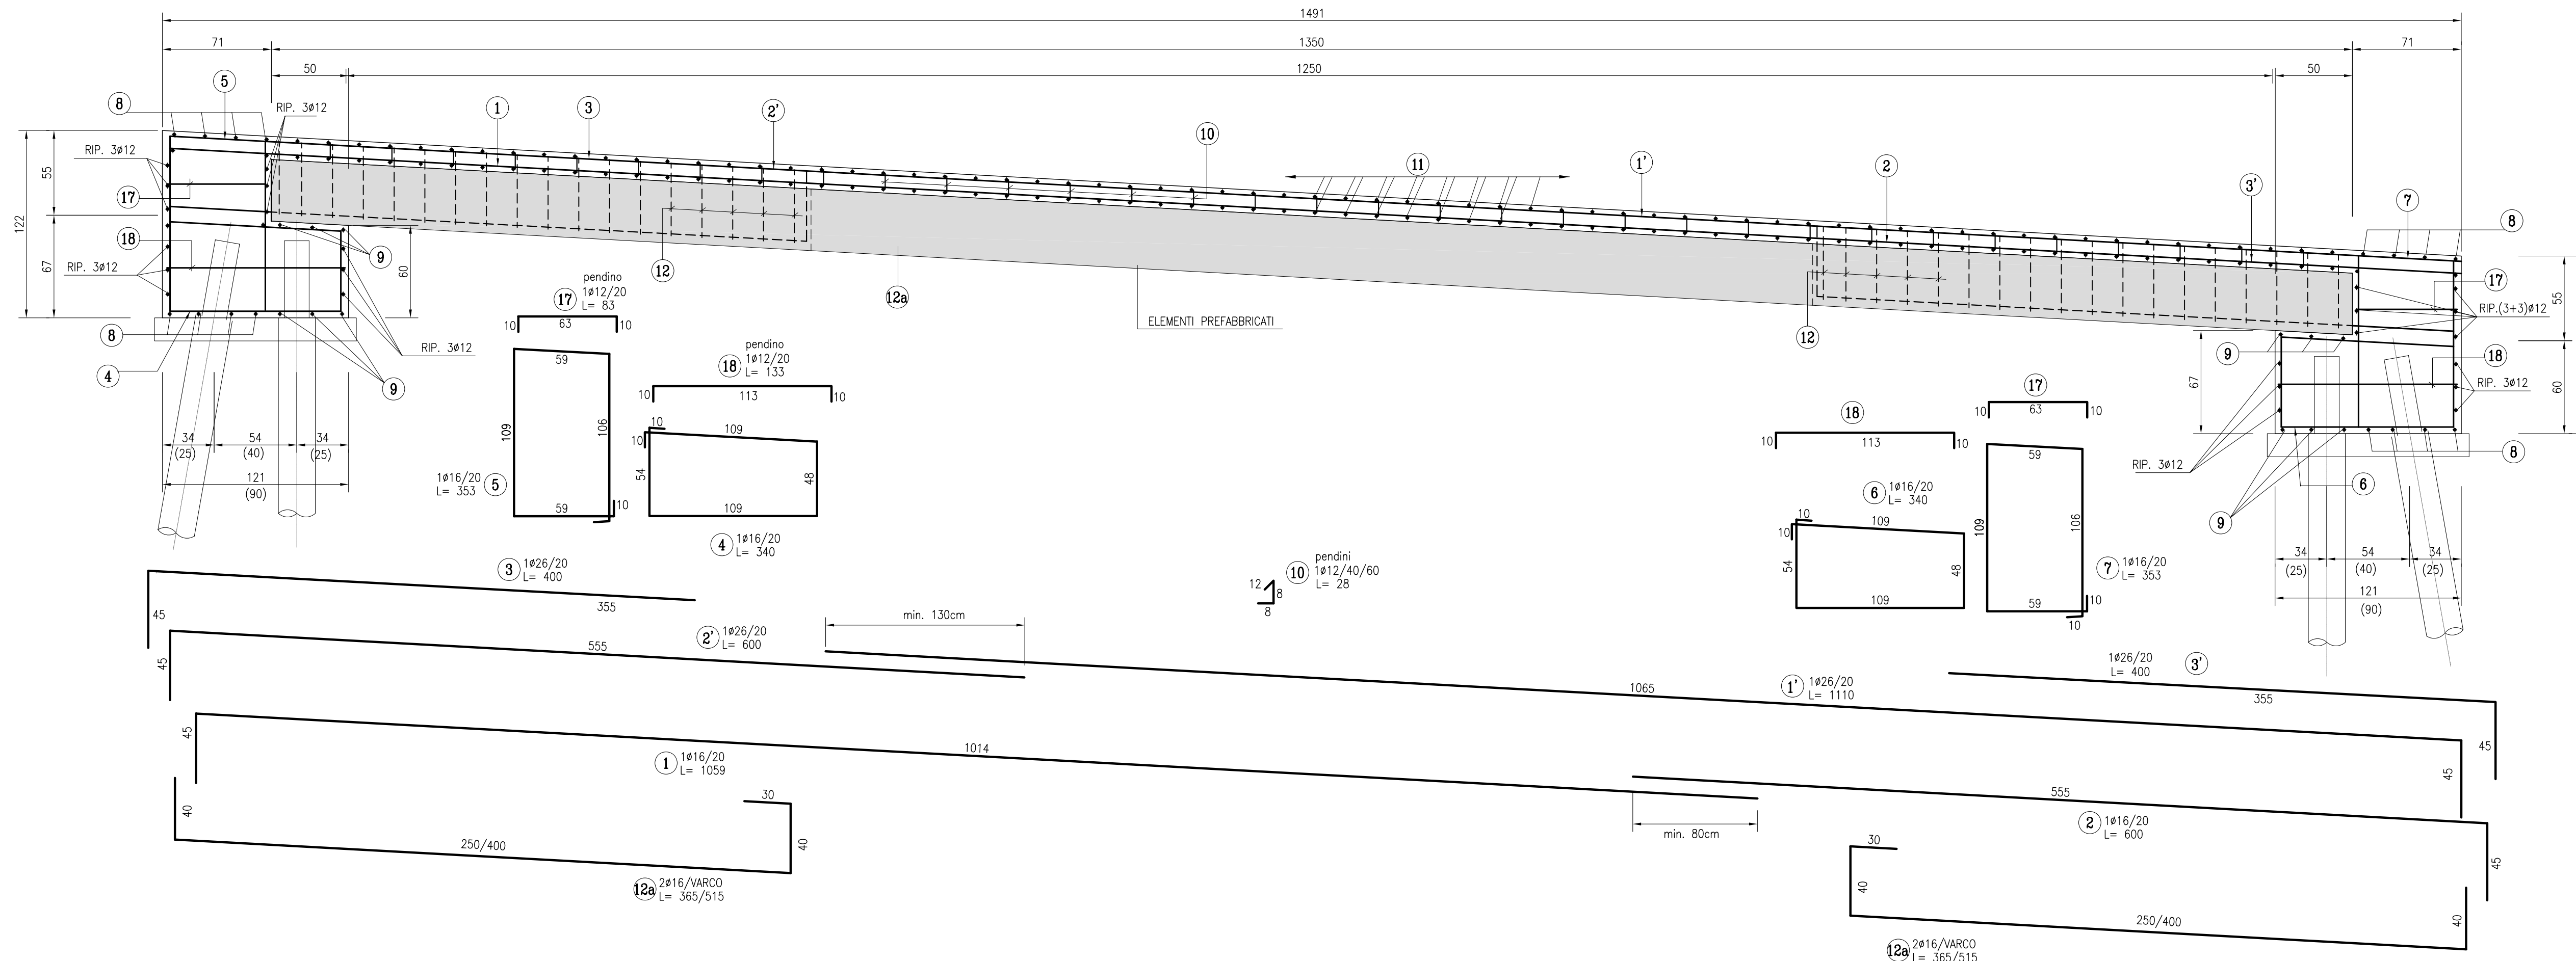 1491
71
1350
71
50
1250
50
8
5
RIP. 3ø12
1
3
2'
10
11
1'
2
3'
7
8
RIP. 3ø12
17
18
RIP. 3ø12
122
55
67
60
9
12
12a
ELEMENTI PREFABBRICATI
12
17
RIP.(3+3)ø12
18
RIP. 3ø12
55
60
67
9
8
4
RIP. 3ø12
9
34
54
34
(25)
(40)
(25)
121
(90)
pendino
17
1ø12/20
L= 83
10
63
10
59
109
106
59
10
5
1ø16/20
L= 353
pendino
18
1ø12/20
L= 133
10
113
10
10
10
109
54
48
109
4
1ø16/20
L= 340
17
10
63
10
18
10
113
10
59
109
106
59
10
10
7
1ø16/20
L= 353
6
1ø16/20
L= 340
10
10
109
54
48
109
RIP. 3ø12
9
8
6
34
54
34
(25)
(40)
(25)
121
(90)
pendini
10
1ø12/40/60
L= 28
12
8
8
3
1ø26/20
L= 400
355
45
2'
1ø26/20
L= 600
555
45
min. 130cm
1065
1'
1ø26/20
L= 1110
45
1ø26/20
L= 400
3'
355
45
45
1014
1
1ø16/20
L= 1059
min. 80cm
555
2
1ø16/20
L= 600
45
40
250/400
30
40
12a
2ø16/VARCO
L= 365/515
30
40
250/400
40
12a
2ø16/VARCO
L= 365/515